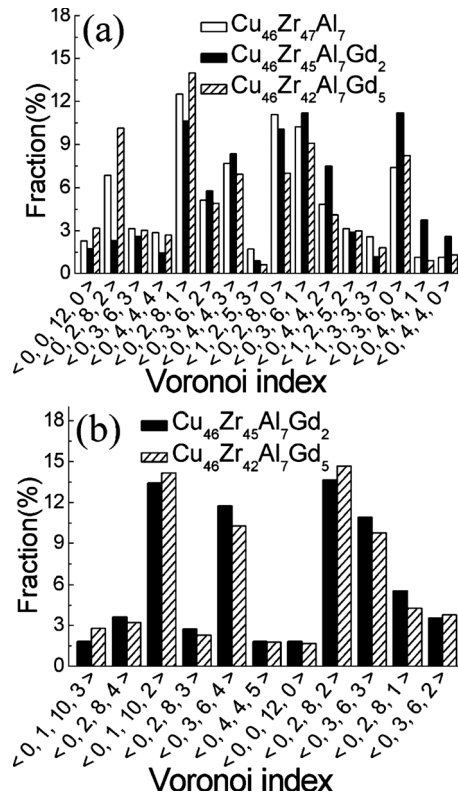 (a)
Cu46Zr47Al7
Cu46Zr45Al7Gd2
Cu46Zr42Al7Gd5
Fraction(%)
18
15
12
9
6
3
0
< 0, 0, 12, 0>
< 0, 2, 8, 2>
< 0, 3, 6, 3>
< 0, 4, 4, 4>
< 0, 2, 8, 1>
< 0, 3, 6, 2>
< 0, 4, 4, 3>
< 1, 2, 5, 3>
< 0, 2, 8, 0>
< 0, 3, 6, 1>
< 0, 4, 4, 2>
< 1, 2, 5, 2>
< 1, 3, 3, 3>
< 0, 3, 6, 0>
< 0, 4, 4, 1>
< 0, 4, 4, 0>
Voronoi index
(b)
Cu46Zr45Al7Gd2
Cu46Zr42Al7Gd5
Fraction(%)
18
15
12
9
6
3
0
< 0, 1, 10, 3>
< 0, 2, 8, 4>
< 0, 1, 10, 2>
< 0, 2, 8, 3>
< 0, 3, 6, 4>
< 0, 4, 4, 5>
< 0, 0, 12, 0>
< 0, 2, 8, 2>
< 0, 3, 6, 3>
< 0, 2, 8, 1>
< 0, 3, 6, 2>
Voronoi index